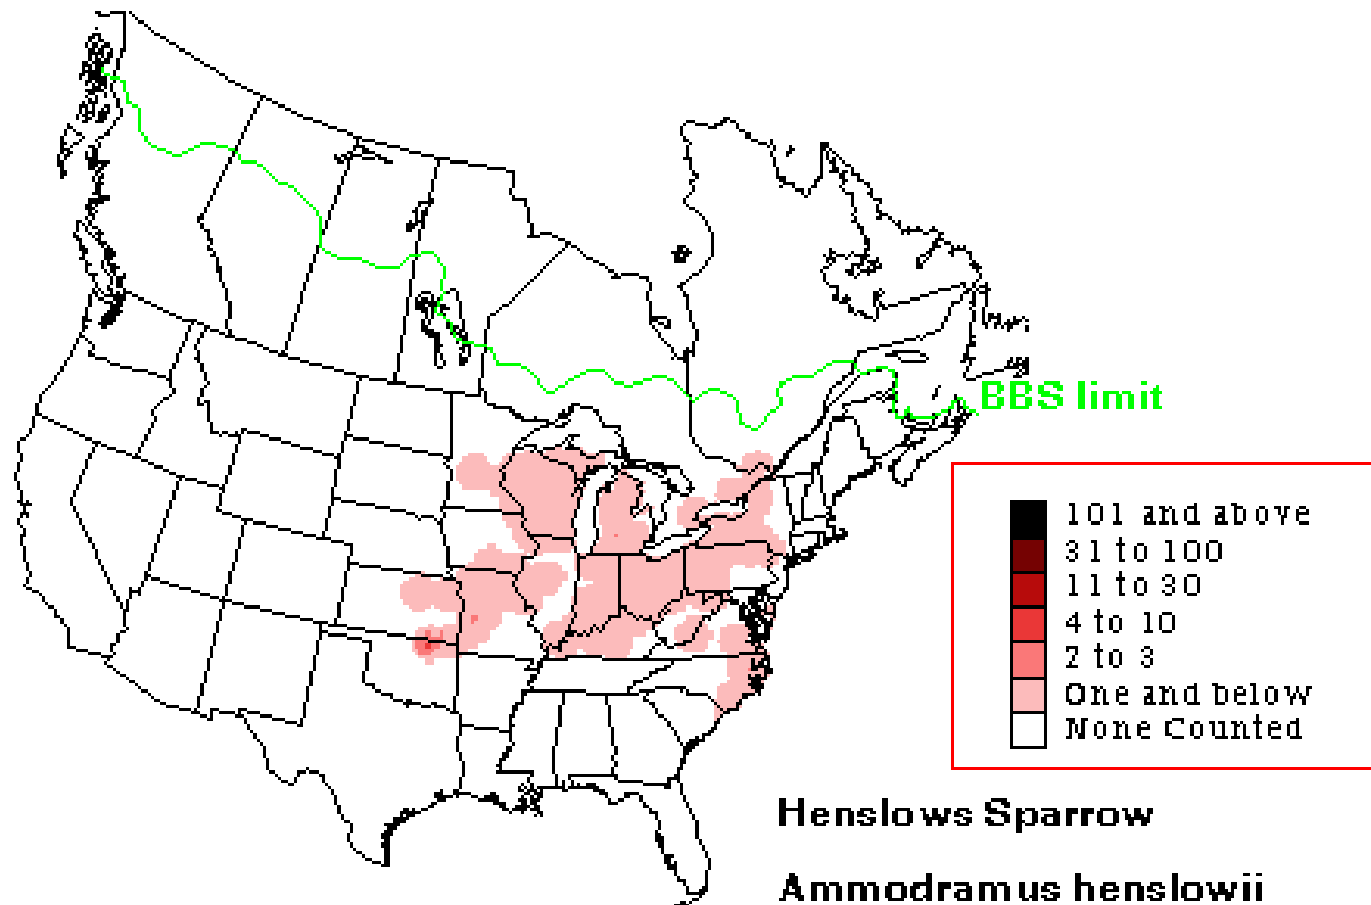 BBS limit
101 and above
31 to 100
11 to 30
4 to 10
2 to 3
One and below
None Counted
Henslows Sparrow
Ammodramus henslowii